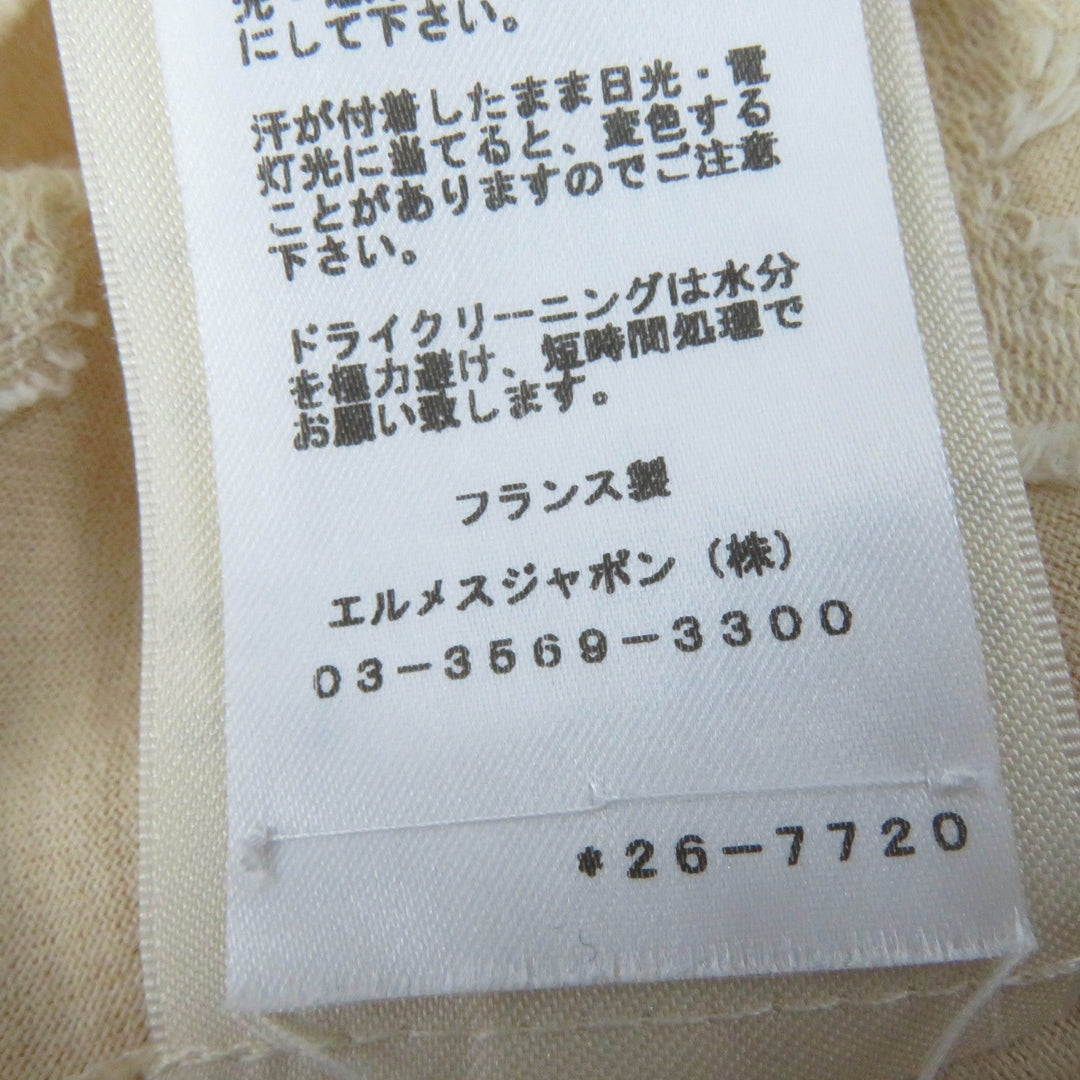 にして下さい。
汗が付着したまま日光・電
灯光に当てると、変色する
ことがありますのでご注意
下さい。
ドライクリーニングは水分
を極力避け、短時間処理で
お願い致します。
フランス製
エルメスジャポン（株）
03-3569-3300
*26-7720